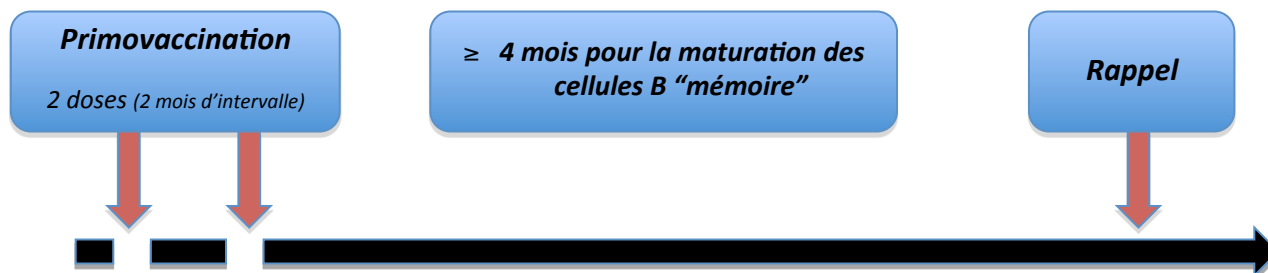 Primovaccination
2 doses (2 mois d’intervalle)
≥ 4 mois pour la maturation des
cellules B “mémoire”
Rappel